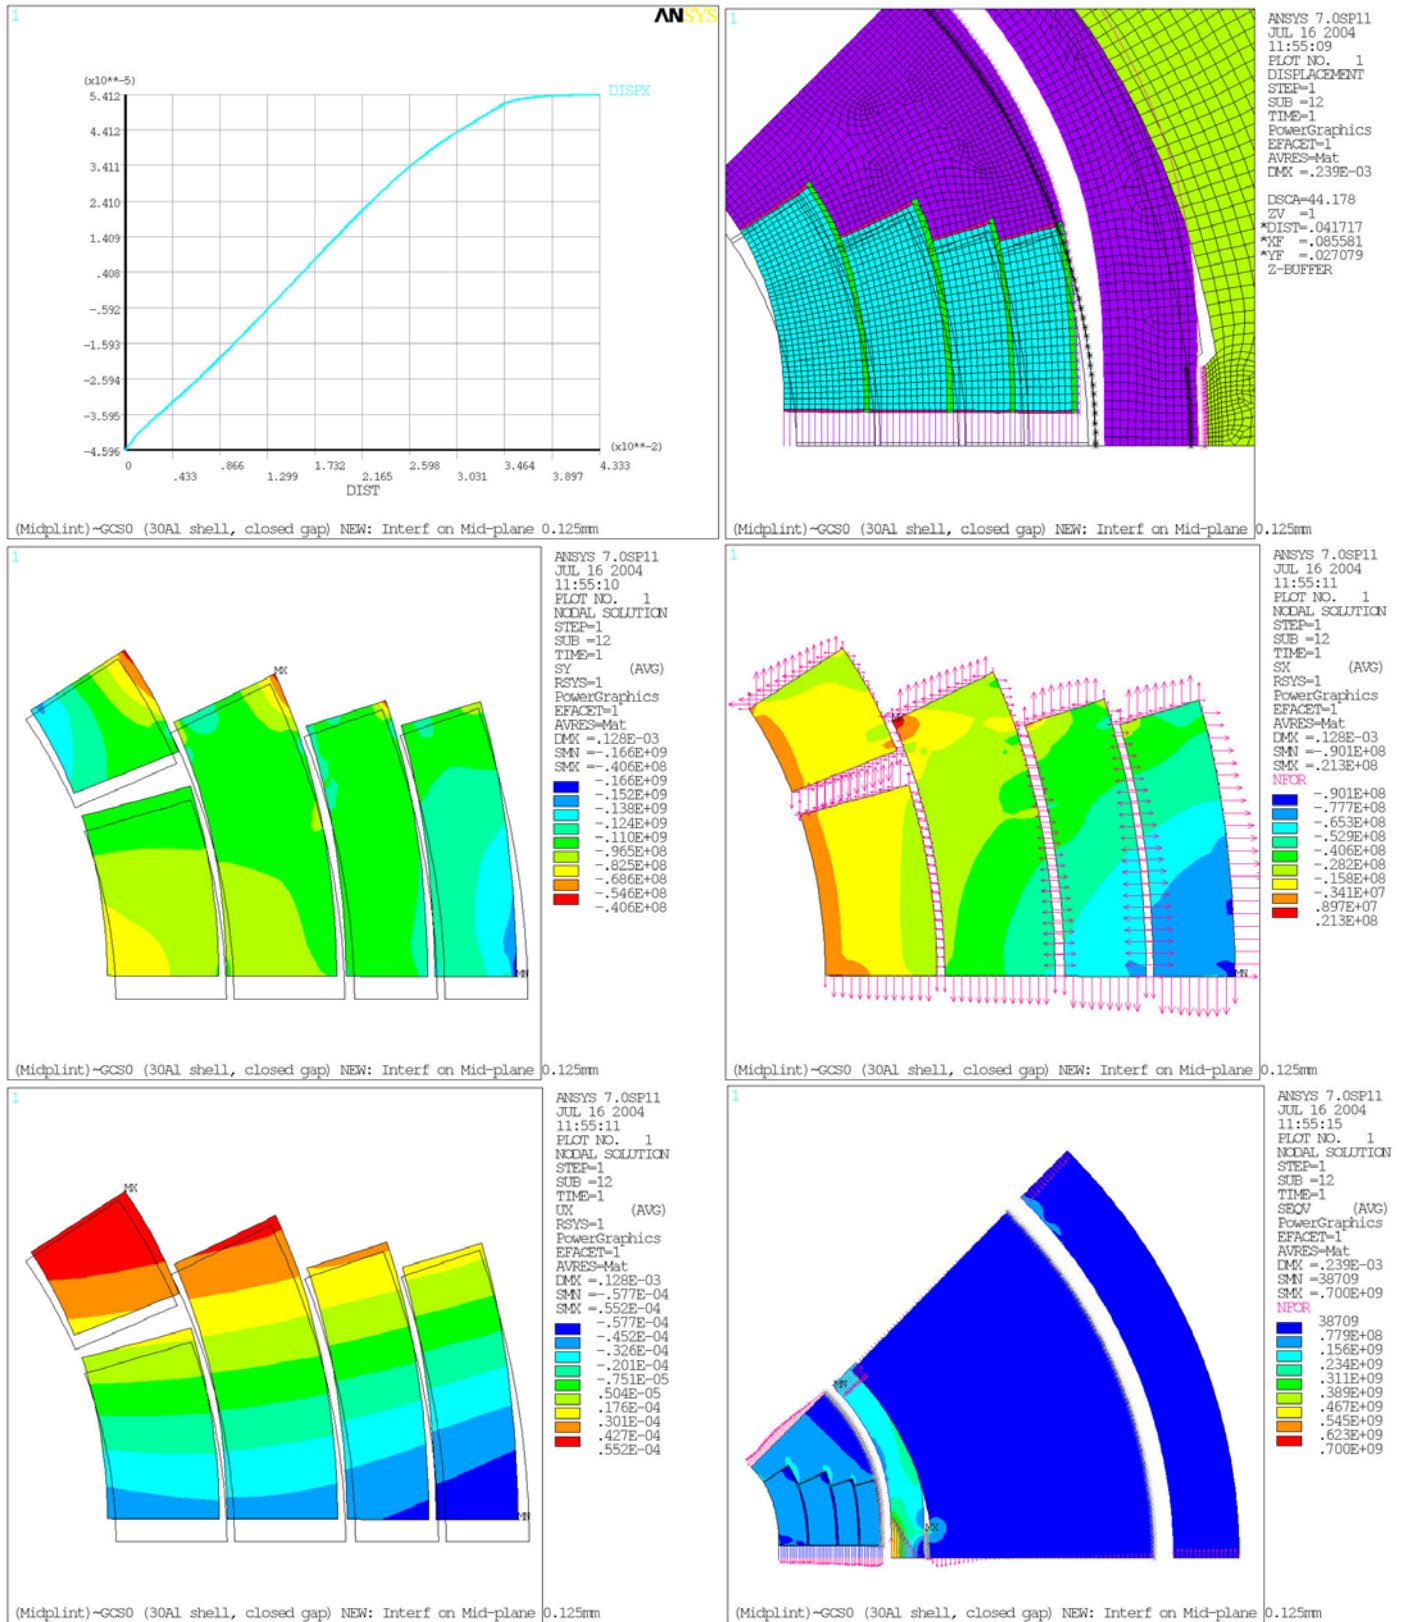 1
ANSYS
(x10**-5)
5.412
DISPX
4.412
3.411
2.410
1.409
.408
-.592
-1.593
-2.594
-3.595
-4.596
(x10**-2)
0
.866
1.732
2.598
3.464
4.333
.433
1.299
2.165
3.031
3.897
DIST
(Midplint)~GCS0 (30Al shell, closed gap) NEW: Interf on Mid-plane 0.125mm
1
ANSYS 7.0SP11
JUL 16 2004
11:55:09
PLOT NO. 1
DISPLACEMENT
STEP=1
SUB =12
TIME=1
PowerGraphics
EFACET=1
AVRES=Mat
DMX =.239E-03
DSCA=44.178
ZV =1
*DIST=.041717
*XF =.085581
*YF =.027079
Z-BUFFER
(Midplint)~GCS0 (30Al shell, closed gap) NEW: Interf on Mid-plane 0.125mm
1
MX
MN
ANSYS 7.0SP11
JUL 16 2004
11:55:10
PLOT NO. 1
NODAL SOLUTION
STEP=1
SUB =12
TIME=1
SY (AVG)
RSYS=1
PowerGraphics
EFACET=1
AVRES=Mat
DMX =.128E-03
SMN =-.166E+09
SMX =-.406E+08
-.166E+09
-.152E+09
-.138E+09
-.124E+09
-.110E+09
-.965E+08
-.825E+08
-.686E+08
-.546E+08
-.406E+08
(Midplint)~GCS0 (30Al shell, closed gap) NEW: Interf on Mid-plane 0.125mm
1
MN
ANSYS 7.0SP11
JUL 16 2004
11:55:11
PLOT NO. 1
NODAL SOLUTION
STEP=1
SUB =12
TIME=1
SX (AVG)
RSYS=1
PowerGraphics
EFACET=1
AVRES=Mat
DMX =.128E-03
SMN =-.901E+08
SMX =.213E+08
NFOR
-.901E+08
-.777E+08
-.653E+08
-.529E+08
-.406E+08
-.282E+08
-.158E+08
-.341E+07
.897E+07
.213E+08
(Midplint)~GCS0 (30Al shell, closed gap) NEW: Interf on Mid-plane 0.125mm
1
MX
MN
ANSYS 7.0SP11
JUL 16 2004
11:55:11
PLOT NO. 1
NODAL SOLUTION
STEP=1
SUB =12
TIME=1
UX (AVG)
RSYS=1
PowerGraphics
EFACET=1
AVRES=Mat
DMX =.128E-03
SMN =-.577E-04
SMX =.552E-04
-.577E-04
-.452E-04
-.326E-04
-.201E-04
-.751E-05
.504E-05
.176E-04
.301E-04
.427E-04
.552E-04
(Midplint)~GCS0 (30Al shell, closed gap) NEW: Interf on Mid-plane 0.125mm
1
MN
MX
ANSYS 7.0SP11
JUL 16 2004
11:55:15
PLOT NO. 1
NODAL SOLUTION
STEP=1
SUB =12
TIME=1
SEQV (AVG)
PowerGraphics
EFACET=1
AVRES=Mat
DMX =.239E-03
SMN =38709
SMX =.700E+09
NFOR
38709
.779E+08
.156E+09
.234E+09
.311E+09
.389E+09
.467E+09
.545E+09
.623E+09
.700E+09
(Midplint)~GCS0 (30Al shell, closed gap) NEW: Interf on Mid-plane 0.125mm